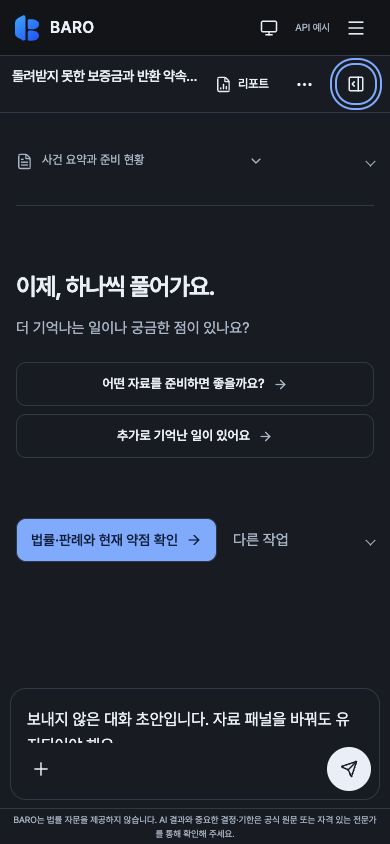 BARO
API 예시
돌려받지 못한 보증금과 반환 약속...
리포트
사건 요약과 준비 현황
이제, 하나씩 풀어가요.
더 기억나는 일이나 궁금한 점이 있나요?
어떤 자료를 준비하면 좋을까요?
추가로 기억난 일이 있어요
법률·판례와 현재 약점 확인
다른 작업
보내지 않은 대화 초안입니다. 자료 패널을 바꿔도 유
BARO는 법률 자문을 제공하지 않습니다. AI 결과와 중요한 결정·기한은 공식 원문 또는 자격 있는 전문가
를 통해 확인해 주세요.